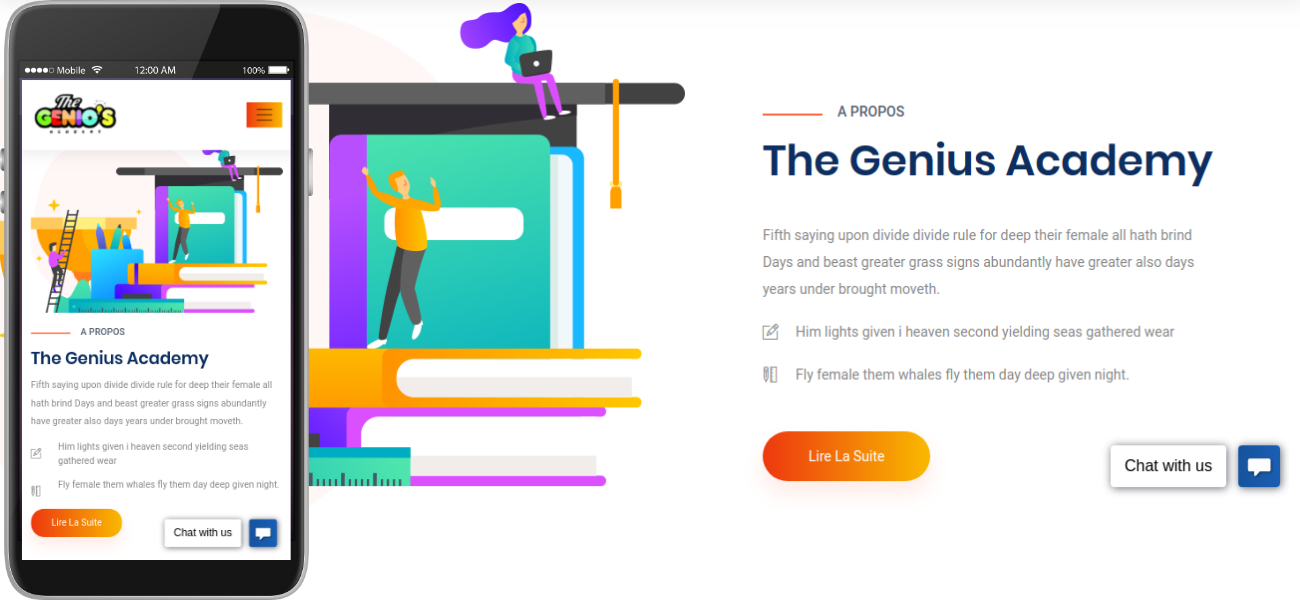 Mobile 12:00 AM 100%
The
GENIO'S
ACADEMY
A PROPOS
The Genius Academy
Fifth saying upon divide divide rule for deep their female all
hath brind Days and beast greater grass signs abundantly
have greater also days years under brought moveth.
Him lights given i heaven second yielding seas
gathered wear
Fly female them whales fly them day deep given night.
Lire La Suite
Chat with us
A PROPOS
The Genius Academy
Fifth saying upon divide divide rule for deep their female all hath brind
Days and beast greater grass signs abundantly have greater also days
years under brought moveth.
Him lights given i heaven second yielding seas gathered wear
Fly female them whales fly them day deep given night.
Lire La Suite
Chat with us